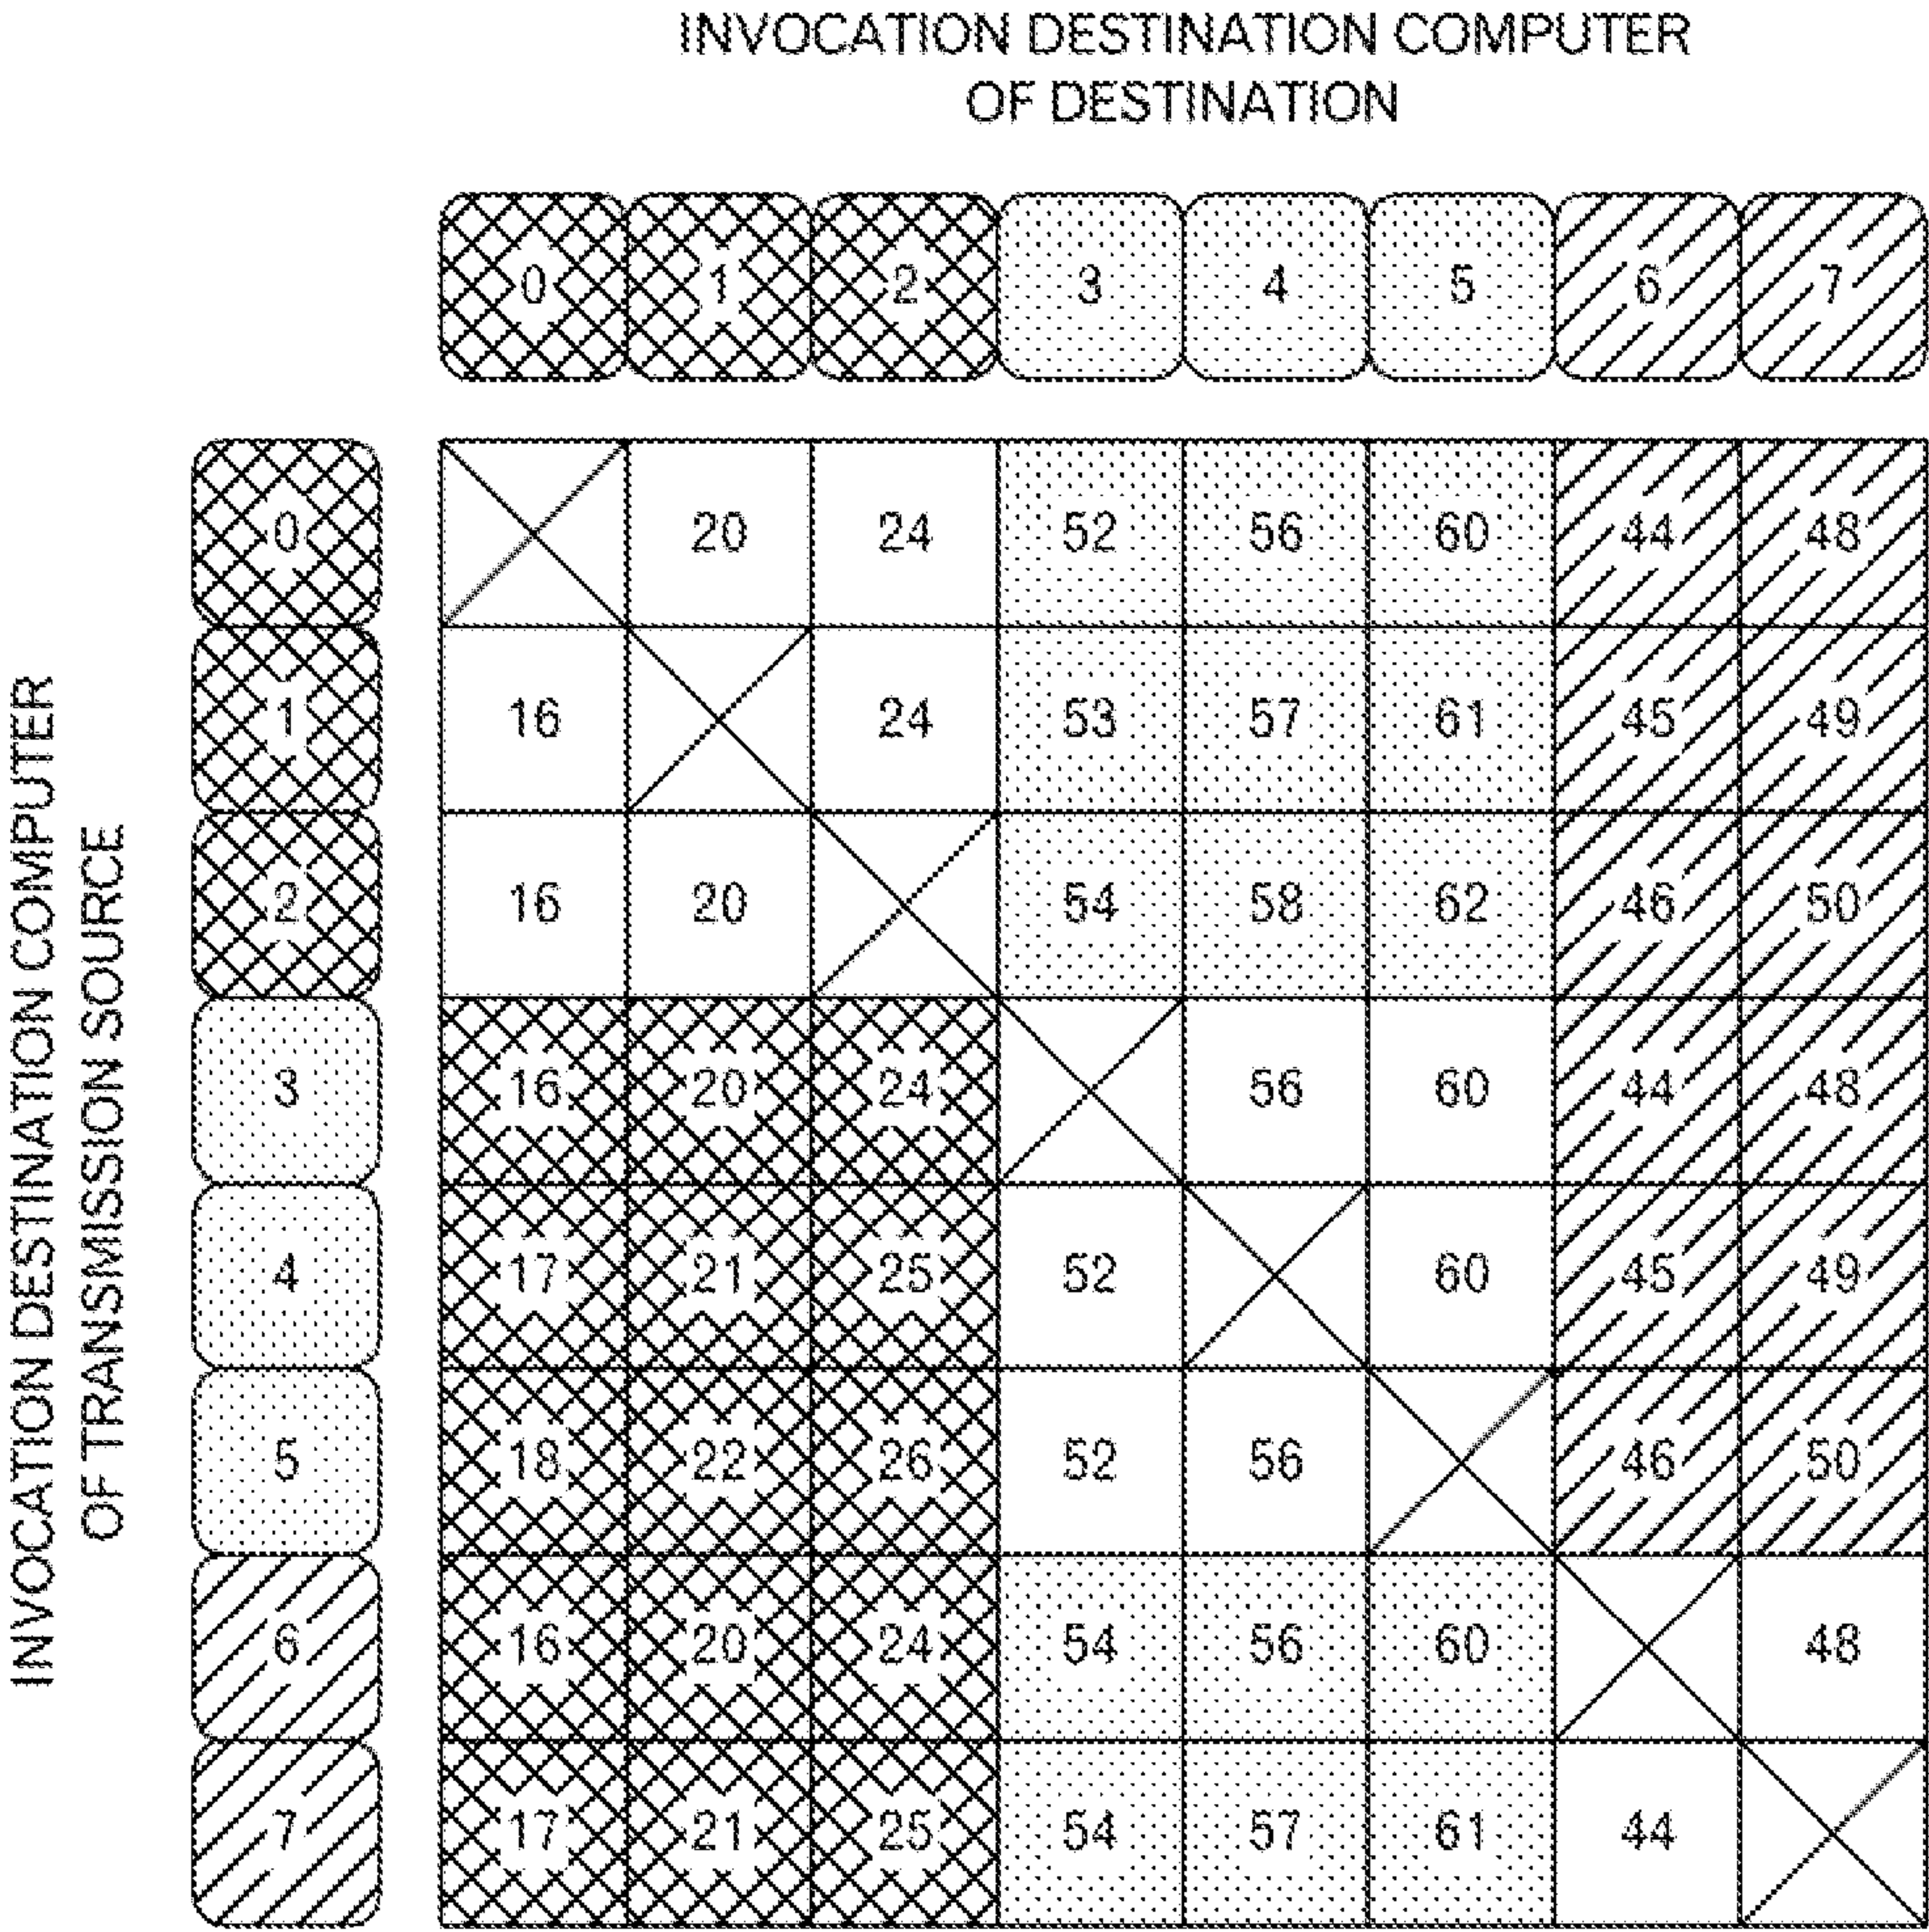 INVOCATION DESTINATION COMPUTER
OF DESTINATION
0 1 2 3 4 5 6 7
INVOCATION DESTINATION COMPUTER
OF TRANSMISSION SOURCE
0 20 24 52 56 60 44 48
1 16 24 53 57 61 45 49
2 16 20 54 58 62 46 50
3 16 20 24 56 60 44 48
4 17 21 25 52 60 45 49
5 18 22 26 52 56 46 50
6 16 20 24 54 56 60 48
7 17 21 25 54 57 61 44